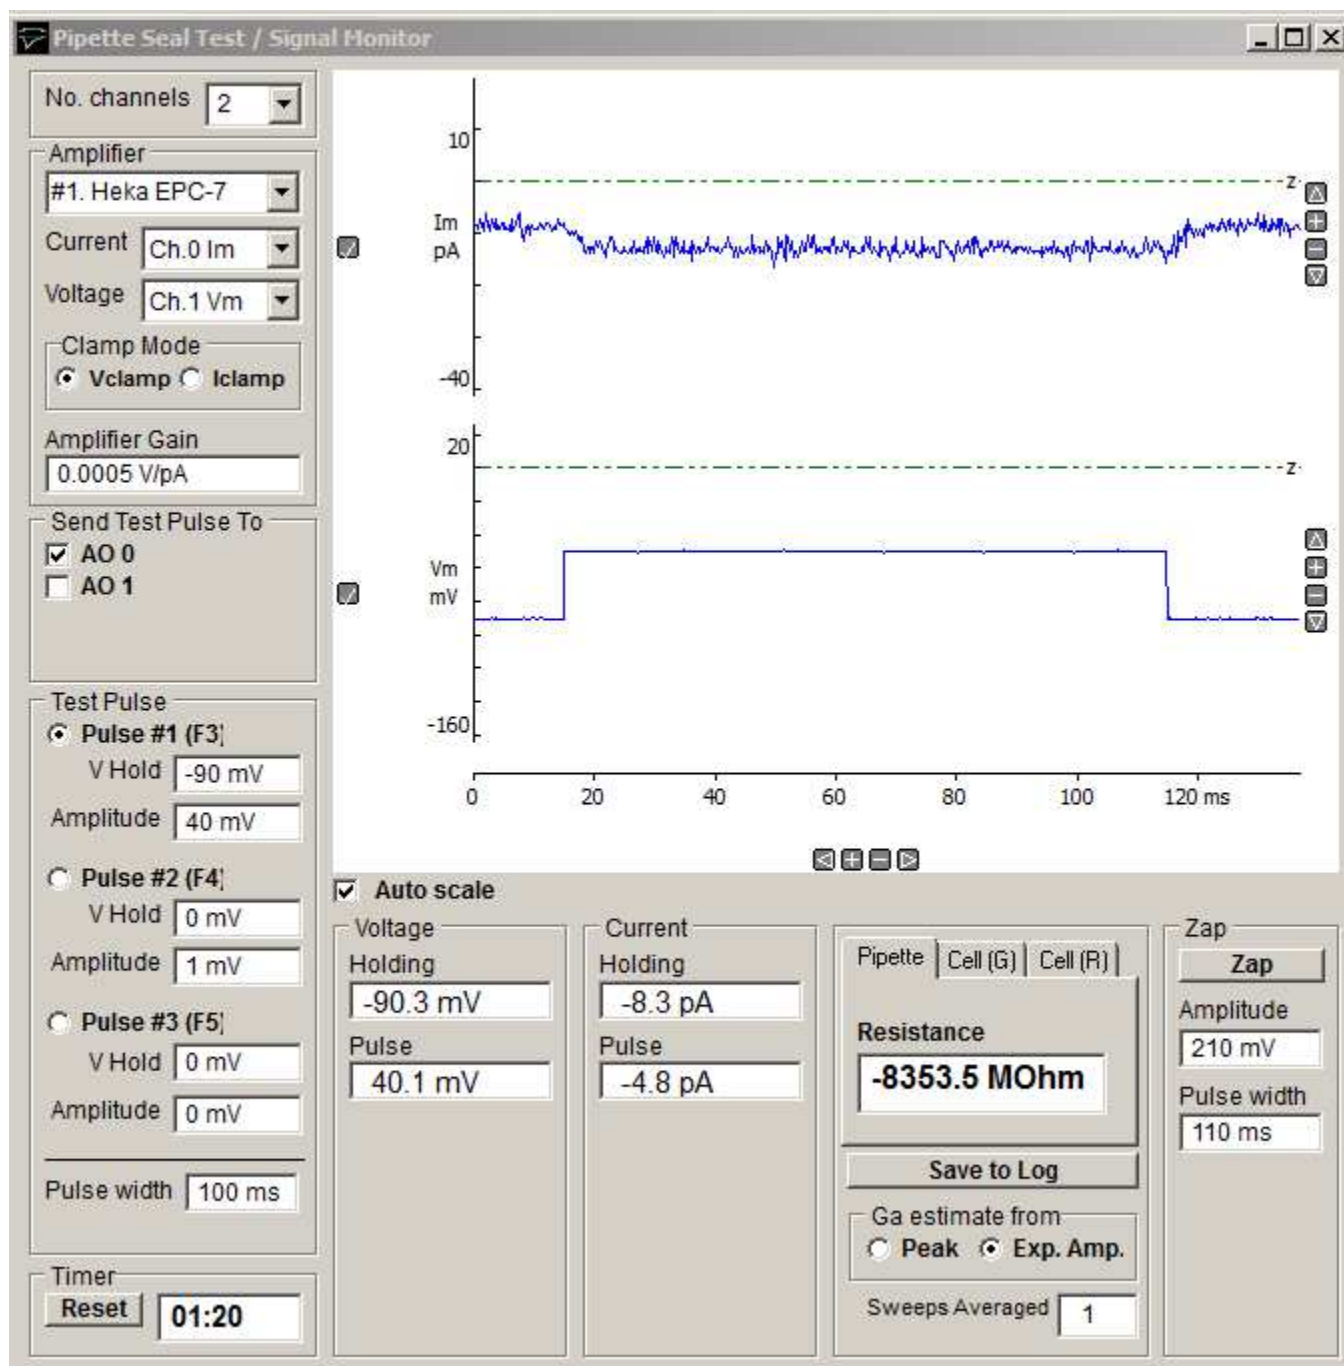 Pipette Seal Test / Signal Monitor
No. channels 2
Amplifier
#1. Heka EPC-7
Current Ch.0 Im
Voltage Ch.1 Vm
Clamp Mode
Vclamp Iclamp
Amplifier Gain
0.0005 V/pA
Send Test Pulse To
AO 0
AO 1
Test Pulse
Pulse #1 (F3)
V Hold -90 mV
Amplitude 40 mV
Pulse #2 (F4)
V Hold 0 mV
Amplitude 1 mV
Pulse #3 (F5)
V Hold 0 mV
Amplitude 0 mV
Pulse width 100 ms
Timer
Reset 01:20
10
z
Im
pA
-40
20
z
Vm
mV
-160
0 20 40 60 80 100 120 ms
Auto scale
Voltage
Holding
-90.3 mV
Pulse
40.1 mV
Current
Holding
-8.3 pA
Pulse
-4.8 pA
Pipette Cell (G) Cell (R)
Resistance
-8353.5 MOhm
Save to Log
Ga estimate from
Peak Exp. Amp.
Sweeps Averaged 1
Zap
Zap
Amplitude
210 mV
Pulse width
110 ms